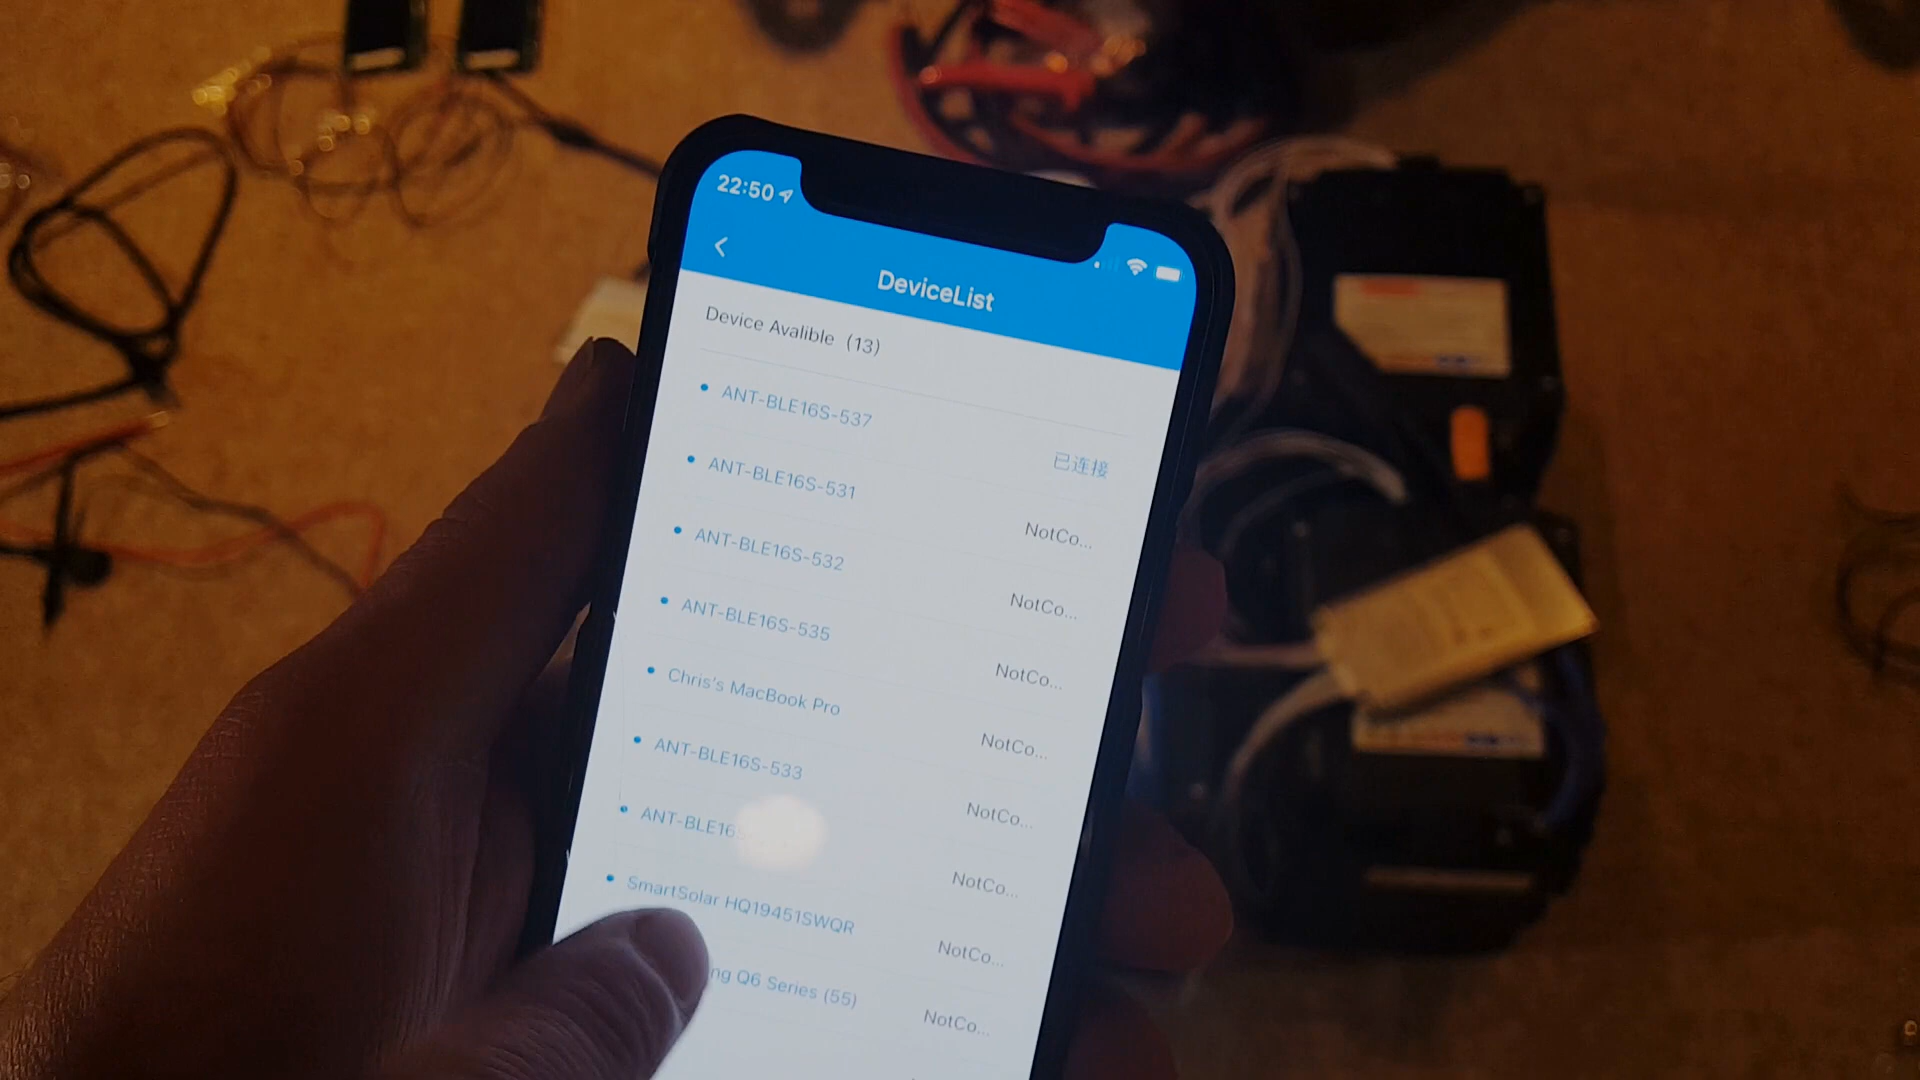 22:50
DeviceList
Device Avalible (13)
ANT-BLE16S-537
已连接
ANT-BLE16S-531
NotCo...
ANT-BLE16S-532
NotCo...
ANT-BLE16S-535
NotCo...
Chris's MacBook Pro
NotCo...
ANT-BLE16S-533
NotCo...
ANT-BLE16
NotCo...
SmartSolar HQ19451SWQR
NotCo...
ng Q6 Series (55)
NotCo...